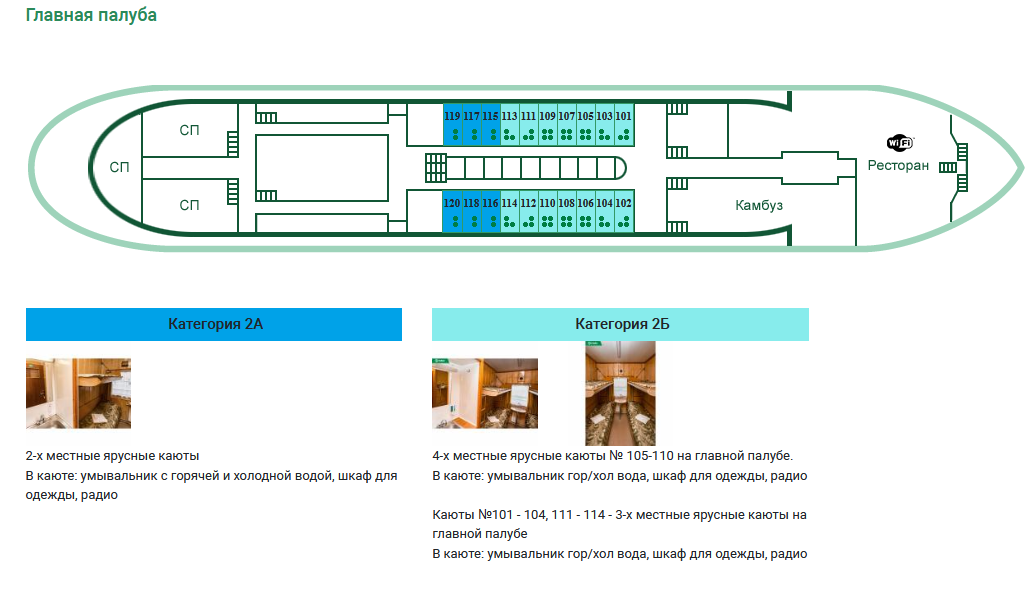 Главная палуба
119 117 115 113 111 109 107 105 103 101
СП
СП
Wi Fi
Ресторан
СП
120 118 116 114 112 110 108 106 104 102
Камбуз
Категория 2А
Категория 2Б
2-х местные ярусные каюты
В каюте: умывальник с горячей и холодной водой, шкаф для
одежды, радио
4-х местные ярусные каюты № 105-110 на главной палубе.
В каюте: умывальник гор/хол вода, шкаф для одежды, радио
Каюты №101 - 104, 111 - 114 - 3-х местные ярусные каюты на
главной палубе
В каюте: умывальник гор/хол вода, шкаф для одежды, радио